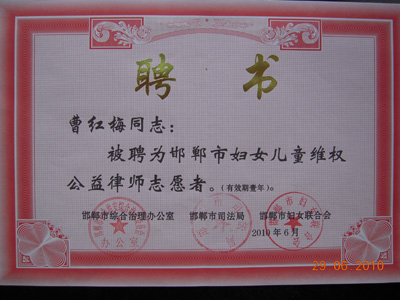 聘 书
曹红梅同志：
被聘为邯郸市妇女儿童维权
公益律师志愿者。（有效期壹年）。
邯郸市综合治理办公室 邯郸市司法局 邯郸市妇女联合会
2010年6月
29 06 2010